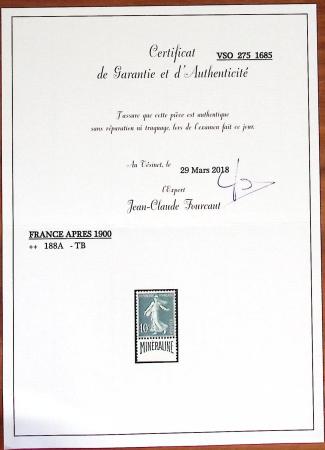 Certificat
VSO 275 1685
de Garantie et d'Authenticité
J'assure que cette pièce est authentique
sans réparation ni truquage, lors de l'examen fait ce jour.
Au Vésinet, le
29 Mars 2018
l'Expert
Jean-Claude Fourcaut
FRANCE APRES 1900
++ 188A - TB
10
MINERALINE